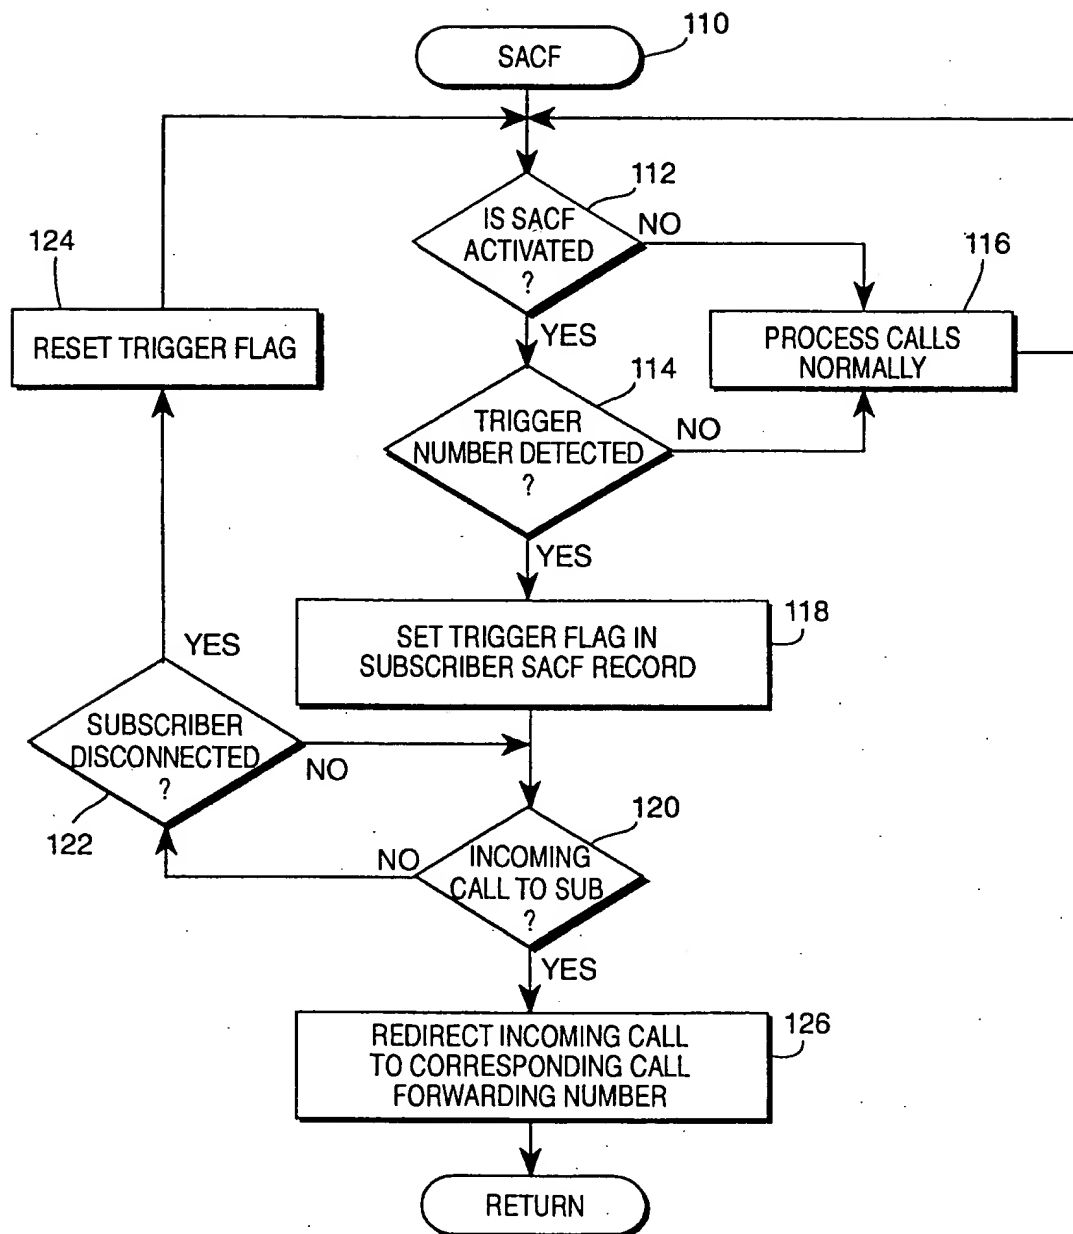 110
SACF
112
IS SACF
ACTIVATED
?
NO
YES
124
RESET TRIGGER FLAG
116
PROCESS CALLS
NORMALLY
114
TRIGGER
NUMBER DETECTED
?
NO
YES
118
SET TRIGGER FLAG IN
SUBSCRIBER SACF RECORD
YES
SUBSCRIBER
DISCONNECTED
?
NO
122
120
INCOMING
CALL TO SUB
?
NO
YES
126
REDIRECT INCOMING CALL
TO CORRESPONDING CALL
FORWARDING NUMBER
RETURN